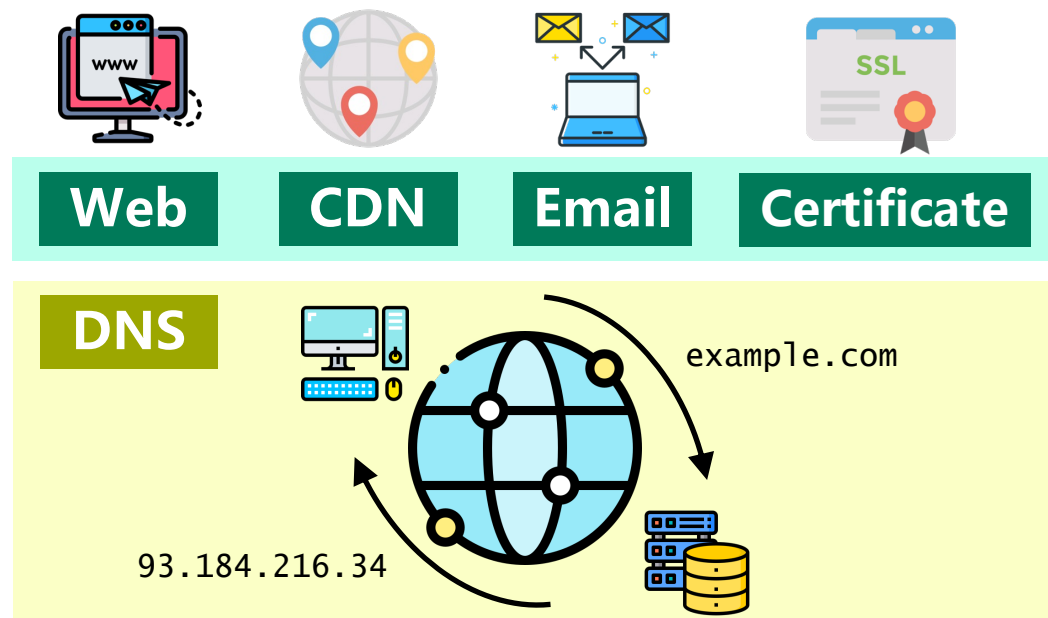 www
SSL
Web
CDN
Email
Certificate
DNS
example.com
93.184.216.34